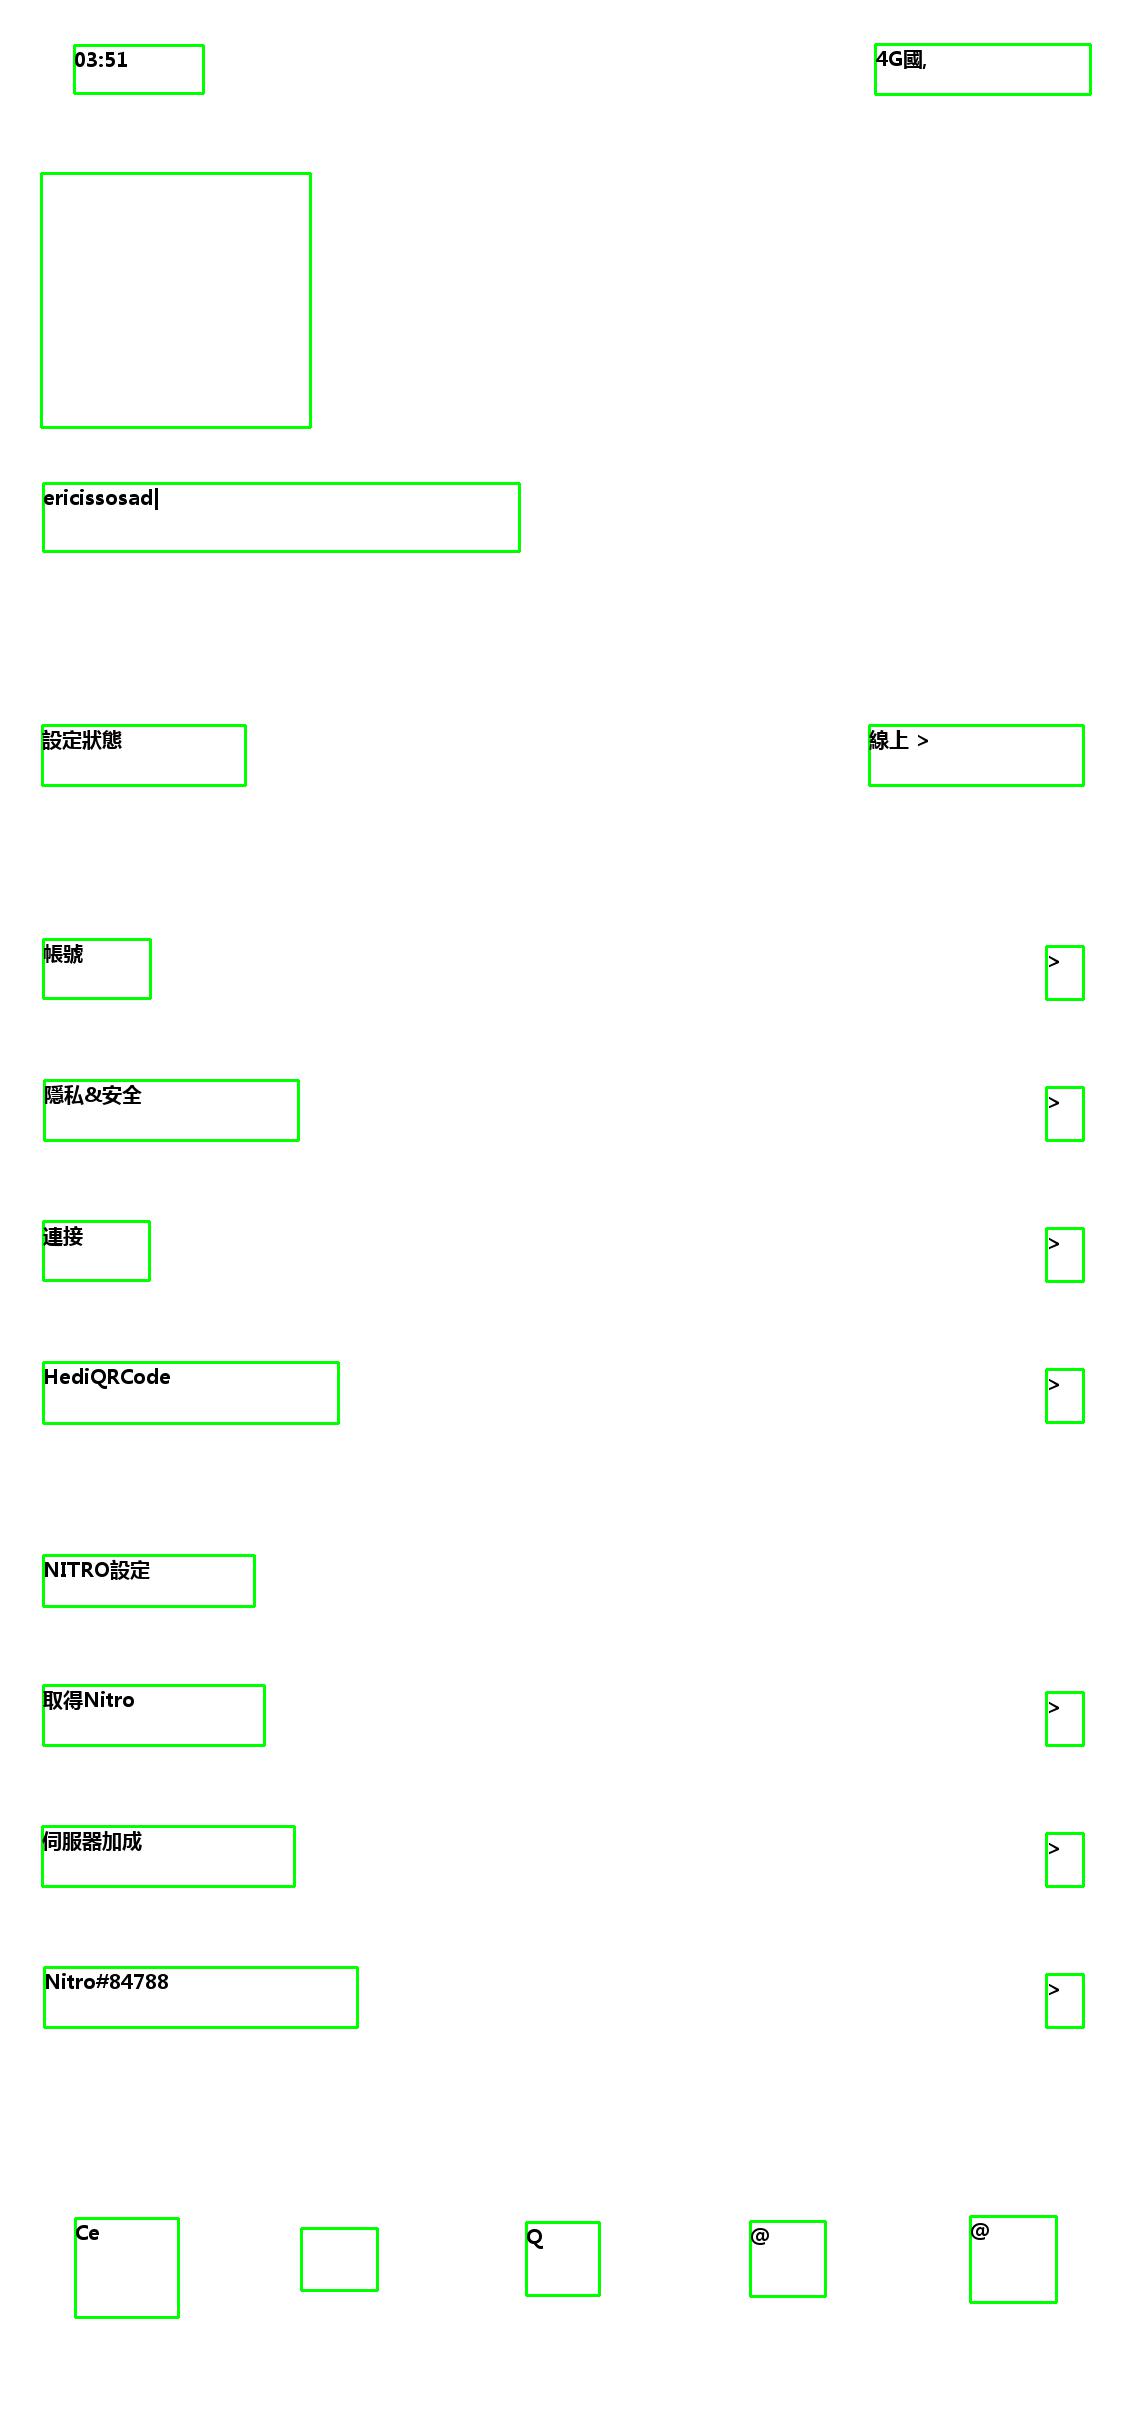 03:51 4G國,
ericissosad|
設定狀態 線上 >
帳號 >
隱私&安全 >
連接 >
HediQRCode >
NITRO設定
取得Nitro >
伺服器加成 >
Nitro#84788 >
Ce Q @ @